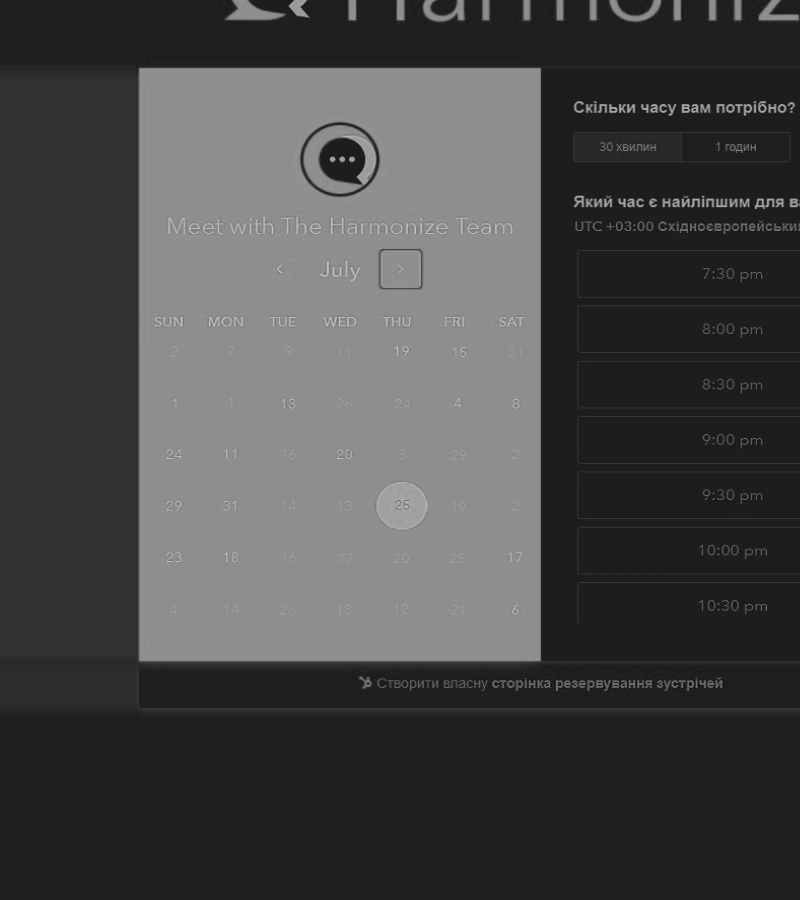 Harmoniz
Meet with The Harmonize Team
July
SUN MON TUE WED THU FRI SAT
2 7 9 11 19 15 31
1 1 13 28 24 4 8
24 11 16 20 8 29 2
29 31 14 13 25 19 2
23 18 16 17 20 25 17
4 14 26 18 12 21 6
Скільки часу вам потрібно?
30 хвилин 1 годин
Який час є найліпшим для в
UTC +03:00 Східноєвропейськи
7:30 pm
8:00 pm
8:30 pm
9:00 pm
9:30 pm
10:00 pm
10:30 pm
Створити власну сторінка резервування зустрічей